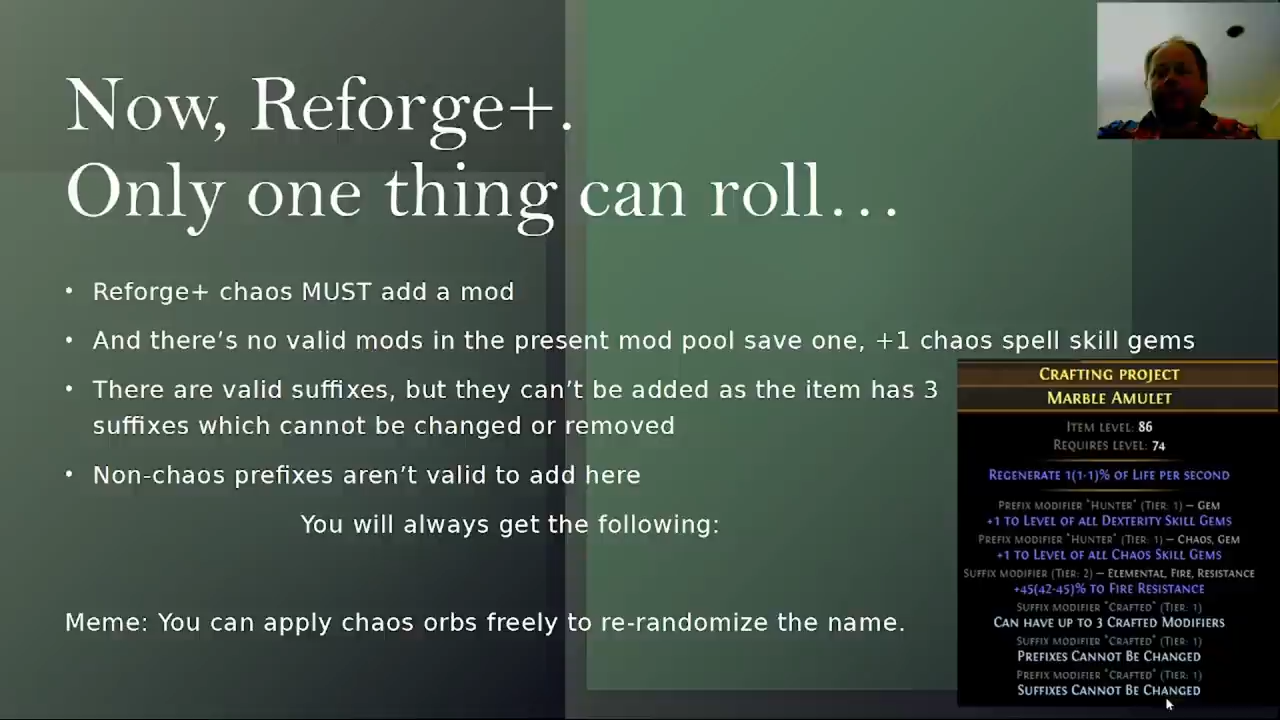 Now, Reforge+.
Only one thing can roll…
• Reforge+ chaos MUST add a mod
• And there's no valid mods in the present mod pool save one, +1 chaos spell skill gems
• There are valid suffixes, but they can't be added as the item has 3
suffixes which cannot be changed or removed
• Non-chaos prefixes aren't valid to add here
You will always get the following:
Meme: You can apply chaos orbs freely to re-randomize the name.
Crafting project
Marble Amulet
Item Level: 86
Requires Level: 74
Regenerate 1(1-1)% of Life per second
Prefix modifier "Hunter" (Tier: 1) — Gem
+1 to Level of all Dexterity Skill Gems
Prefix modifier "Hunter" (Tier: 1) — Chaos, Gem
+1 to Level of all Chaos Skill Gems
Suffix modifier (Tier: 2) — Elemental, Fire, Resistance
+45(42-45)% to Fire Resistance
Suffix modifier "Crafted" (Tier: 1)
Can have up to 3 Crafted Modifiers
Suffix modifier "Crafted" (Tier: 1)
Prefixes Cannot Be Changed
Suffix modifier "Crafted" (Tier: 1)
Suffixes Cannot Be Changed